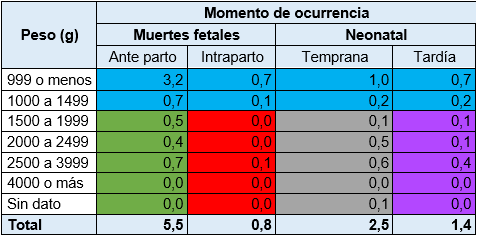 Peso (g) Momento de ocurrencia
Muertes fetales Neonatal
Ante parto Intraparto Temprana Tardía
999 o menos 3,2 0,7 1,0 0,7
1000 a 1499 0,7 0,1 0,2 0,2
1500 a 1999 0,5 0,0 0,1 0,1
2000 a 2499 0,4 0,0 0,5 0,1
2500 a 3999 0,7 0,1 0,6 0,4
4000 o más 0,0 0,0 0,0 0,0
Sin dato 0,0 0,0 0,1 0,0
Total 5,5 0,8 2,5 1,4